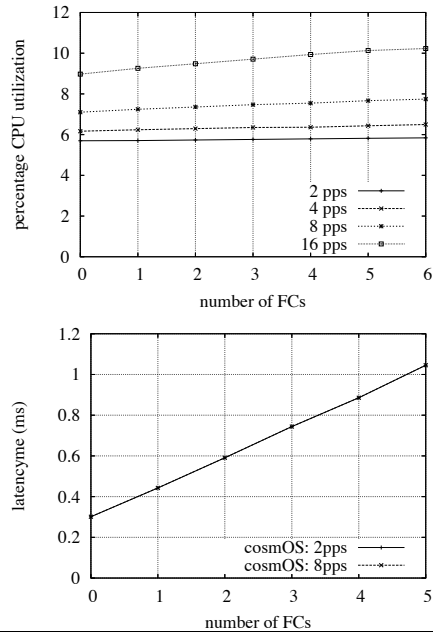 12
10
8
6
4
2
0
percentage CPU utilization
2 pps
4 pps
8 pps
16 pps
0 1 2 3 4 5 6
number of FCs
1.2
1
0.8
0.6
0.4
0.2
0
latencyme (ms)
cosmOS: 2pps
cosmOS: 8pps
0 1 2 3 4 5
number of FCs